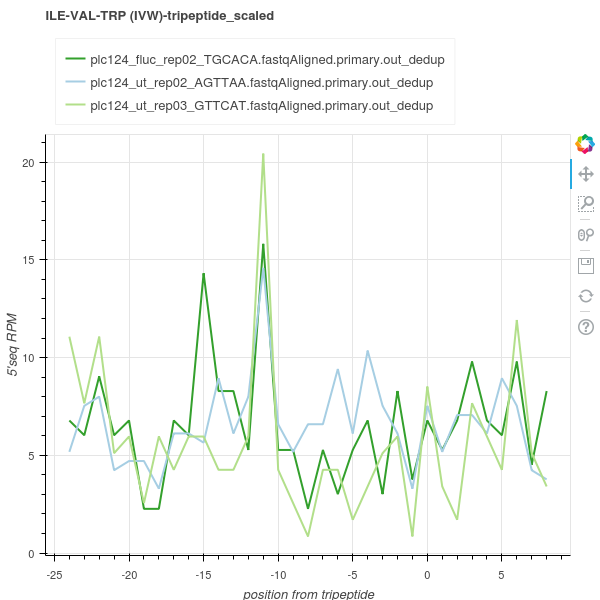 ILE-VAL-TRP (IVW)-tripeptide_scaled
plc124_fluc_rep02_TGCACA.fastqAligned.primary.out_dedup
plc124_ut_rep02_AGTTAA.fastqAligned.primary.out_dedup
plc124_ut_rep03_GTTCAT.fastqAligned.primary.out_dedup
20
15
10
5
0
5'seq RPM
-25 -20 -15 -10 -5 0 5
position from tripeptide